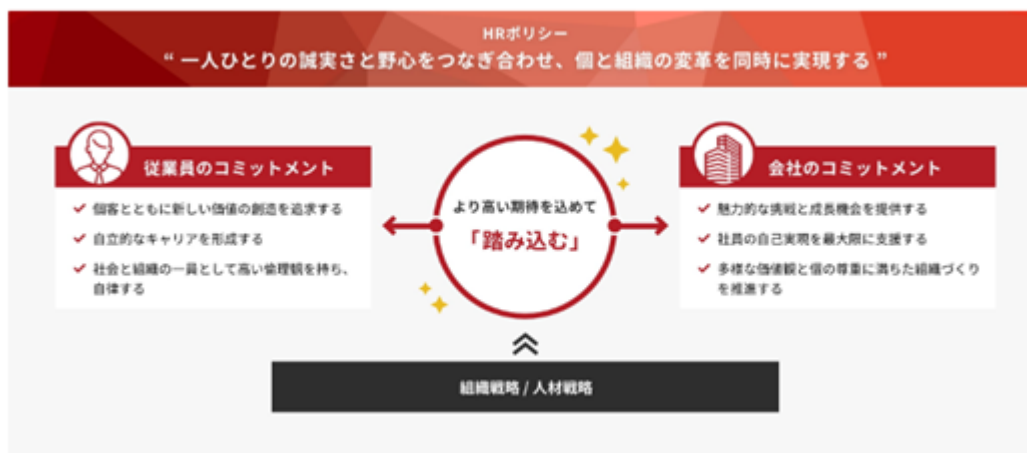 HRポリシー
“ 一人ひとりの誠実さと野心をつなぎ合わせ、個と組織の変革を同時に実現する ”
従業員のコミットメント
個客とともに新しい価値の創造を追求する
自立的なキャリアを形成する
社会と組織の一員として高い倫理観を持ち、
自律する
より高い期待を込めて
「踏み込む」
会社のコミットメント
魅力的な挑戦と成長機会を提供する
社員の自己実現を最大限に支援する
多様な価値観と個の尊重に満ちた組織づくり
を推進する
組織戦略 / 人材戦略